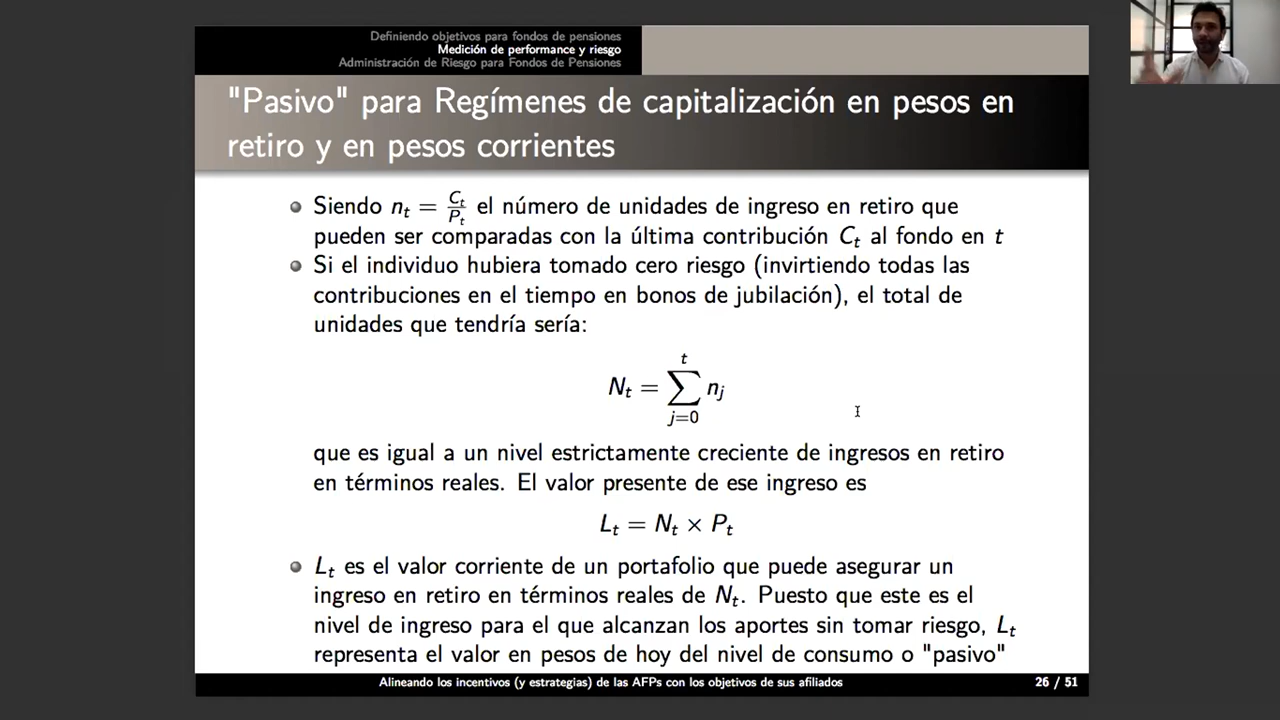 Definiendo objetivos para fondos de pensiones
Medición de performance y riesgo
Administración de Riesgo para Fondos de Pensiones
"Pasivo" para Regímenes de capitalización en pesos en
retiro y en pesos corrientes
Siendo n_t = C_t/P_t el número de unidades de ingreso en retiro que
pueden ser comparadas con la última contribución C_t al fondo en t
Si el individuo hubiera tomado cero riesgo (invirtiendo todas las
contribuciones en el tiempo en bonos de jubilación), el total de
unidades que tendría sería:
N_t = ∑_{j=0}^{t} n_j
que es igual a un nivel estrictamente creciente de ingresos en retiro
en términos reales. El valor presente de ese ingreso es
L_t = N_t × P_t
L_t es el valor corriente de un portafolio que puede asegurar un
ingreso en retiro en términos reales de N_t. Puesto que este es el
nivel de ingreso para el que alcanzan los aportes sin tomar riesgo, L_t
representa el valor en pesos de hoy del nivel de consumo o "pasivo"
Alineando los incentivos (y estrategias) de las AFPs con los objetivos de sus afiliados
26 / 51